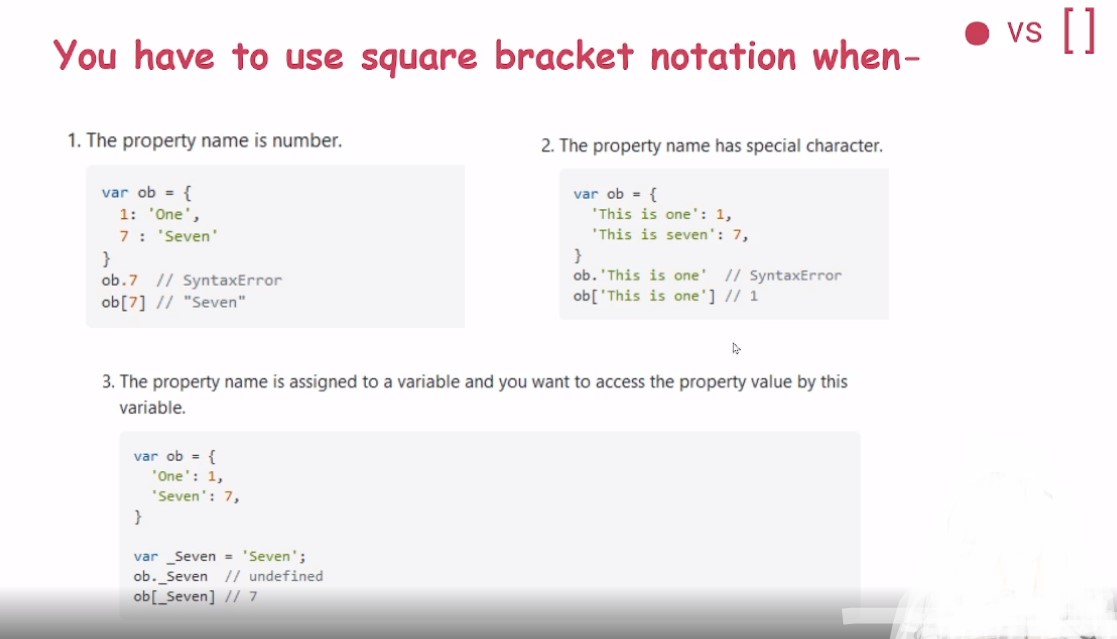 You have to use square bracket notation when-
● vs []
1. The property name is number.
var ob = {
1: 'One',
7 : 'Seven'
}
ob.7 // SyntaxError
ob[7] // "Seven"
2. The property name has special character.
var ob = {
'This is one': 1,
'This is seven': 7,
}
ob.'This is one' // SyntaxError
ob['This is one'] // 1
3. The property name is assigned to a variable and you want to access the property value by this
variable.
var ob = {
'One': 1,
'Seven': 7,
}
var _Seven = 'Seven';
ob._Seven // undefined
ob[_Seven] // 7